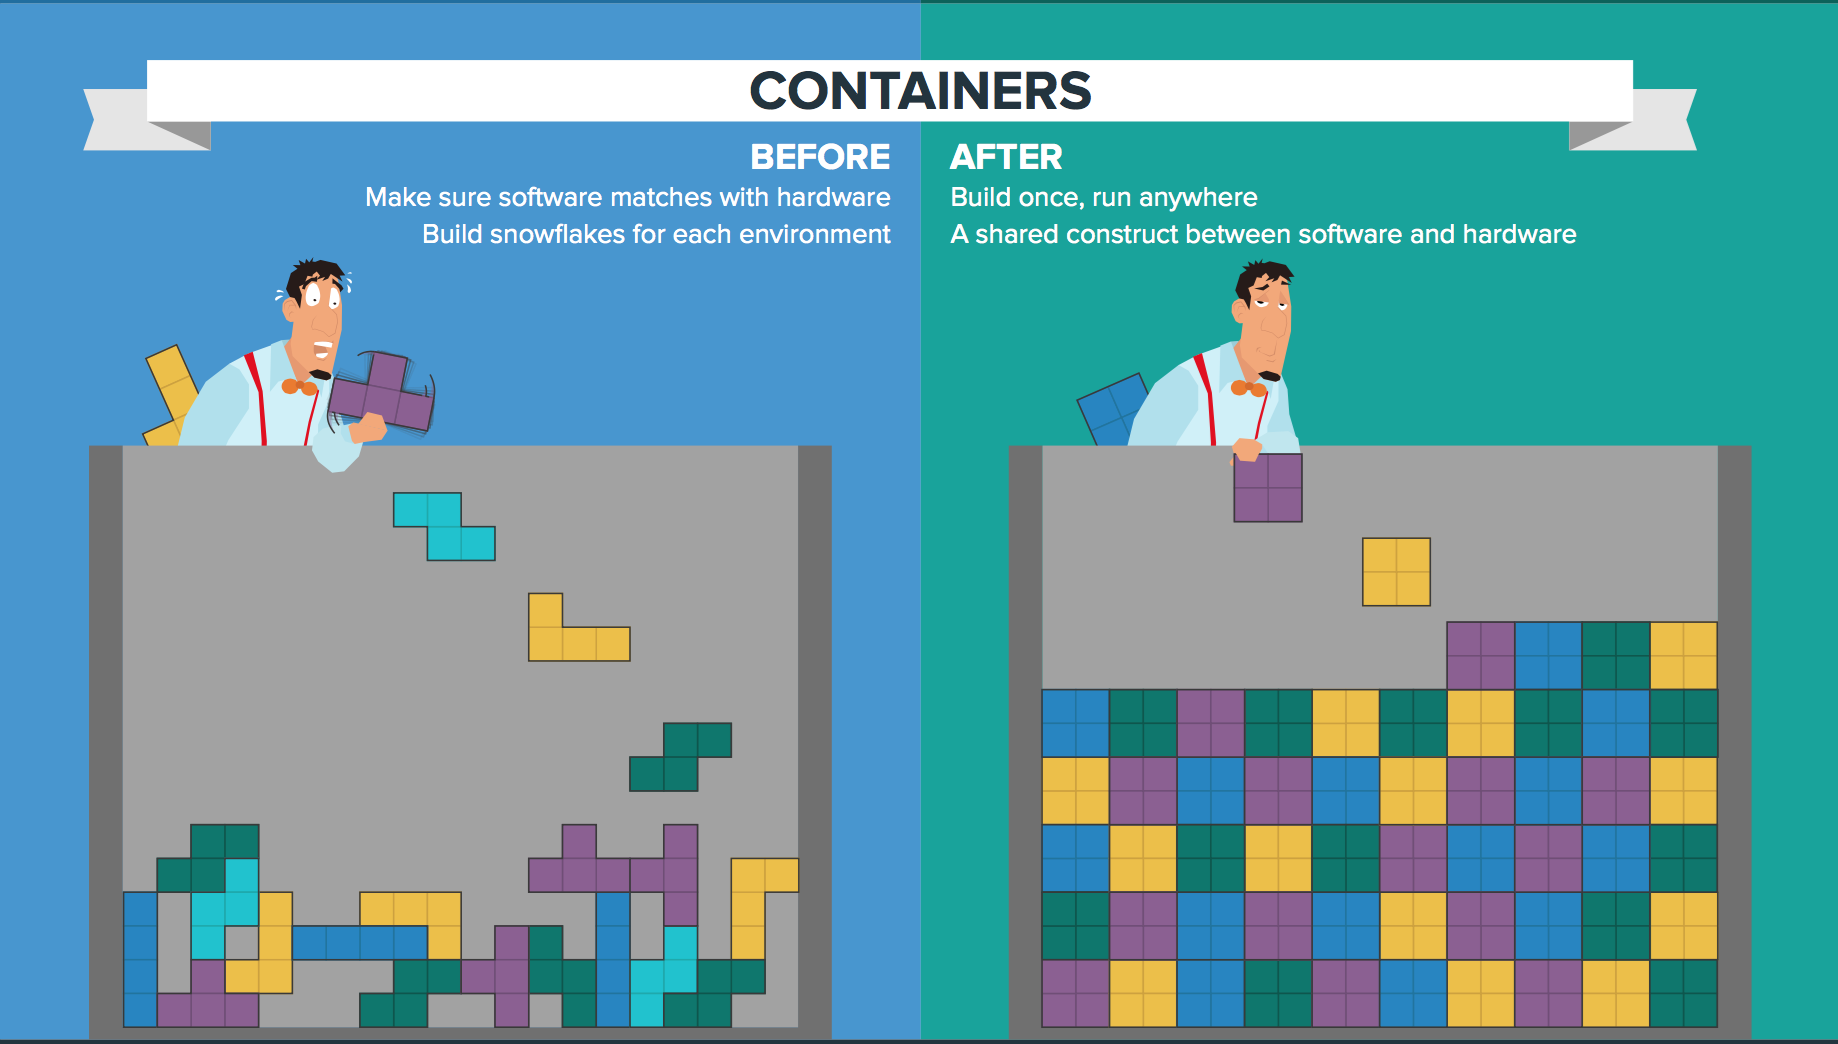 CONTAINERS
BEFORE
Make sure software matches with hardware
Build snowflakes for each environment
AFTER
Build once, run anywhere
A shared construct between software and hardware